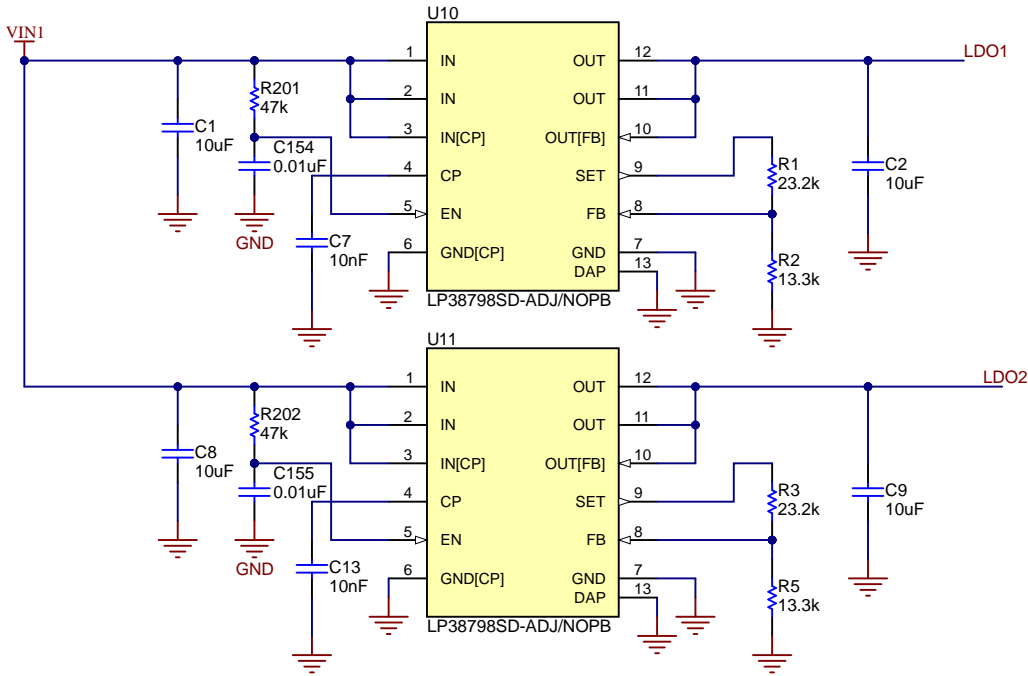 VIN1
U10
LDO1
1
IN
OUT
12
2
IN
OUT
11
3
IN[CP]
OUT[FB]
10
4
CP
SET
9
5
EN
FB
8
6
GND[CP]
GND
7
DAP
13
LP38798SD-ADJ/NOPB
R201
47k
C1
10uF
C154
0.01uF
GND
C7
10nF
R1
23.2k
R2
13.3k
C2
10uF
U11
LDO2
1
IN
OUT
12
2
IN
OUT
11
3
IN[CP]
OUT[FB]
10
4
CP
SET
9
5
EN
FB
8
6
GND[CP]
GND
7
DAP
13
LP38798SD-ADJ/NOPB
R202
47k
C8
10uF
C155
0.01uF
GND
C13
10nF
R3
23.2k
R5
13.3k
C9
10uF